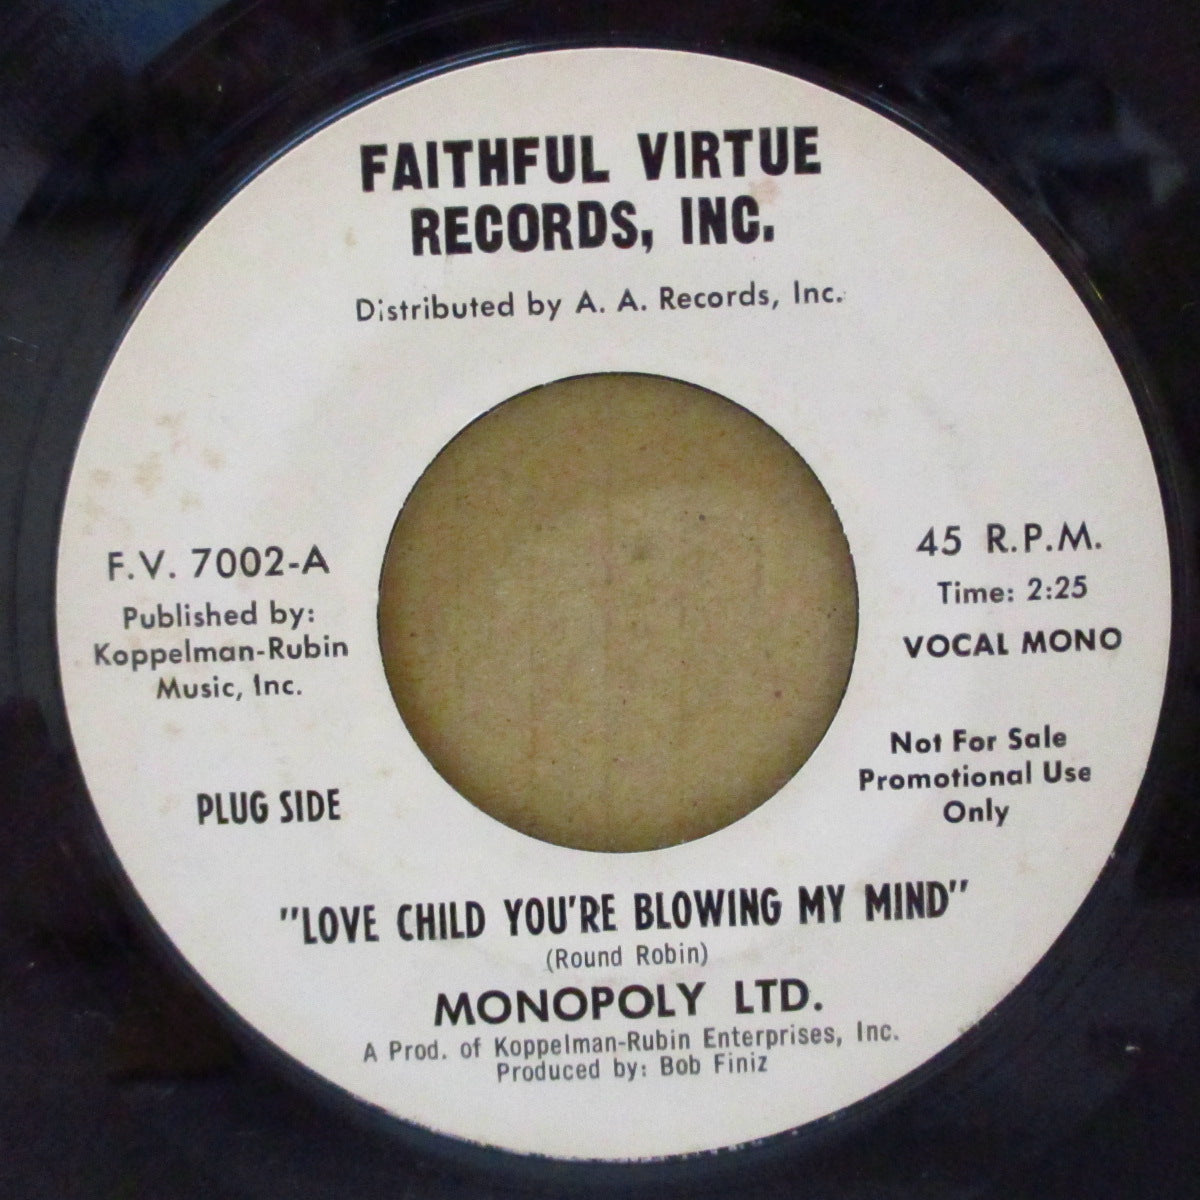 FAITHFUL VIRTUE
RECORDS, INC.
Distributed by A. A. Records, Inc.
F.V. 7002-A
Published by:
Koppelman-Rubin
Music, Inc.
PLUG SIDE
45 R.P.M.
Time: 2:25
VOCAL MONO
Not For Sale
Promotional Use
Only
"LOVE CHILD YOU'RE BLOWING MY MIND"
(Round Robin)
MONOPOLY LTD.
A Prod. of Koppelman-Rubin Enterprises, Inc.
Produced by: Bob Finiz